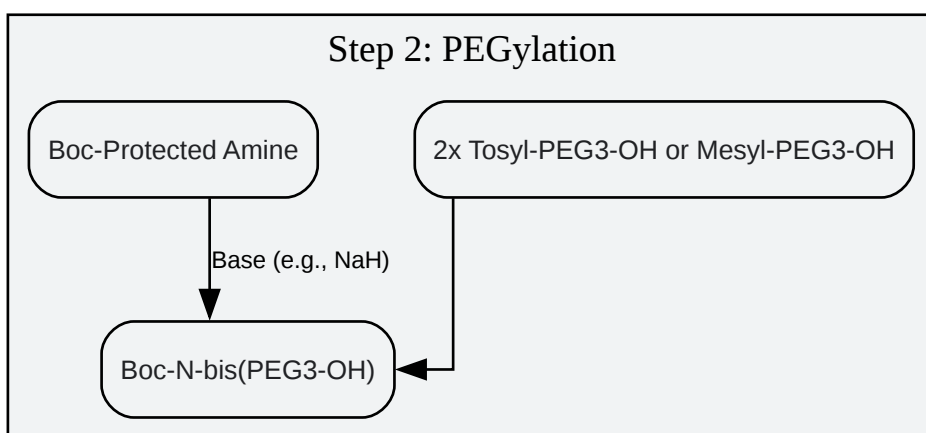 Step 2: PEGylation
Boc-Protected Amine
2x Tosyl-PEG3-OH or Mesyl-PEG3-OH
Base (e.g., NaH)
Boc-N-bis(PEG3-OH)